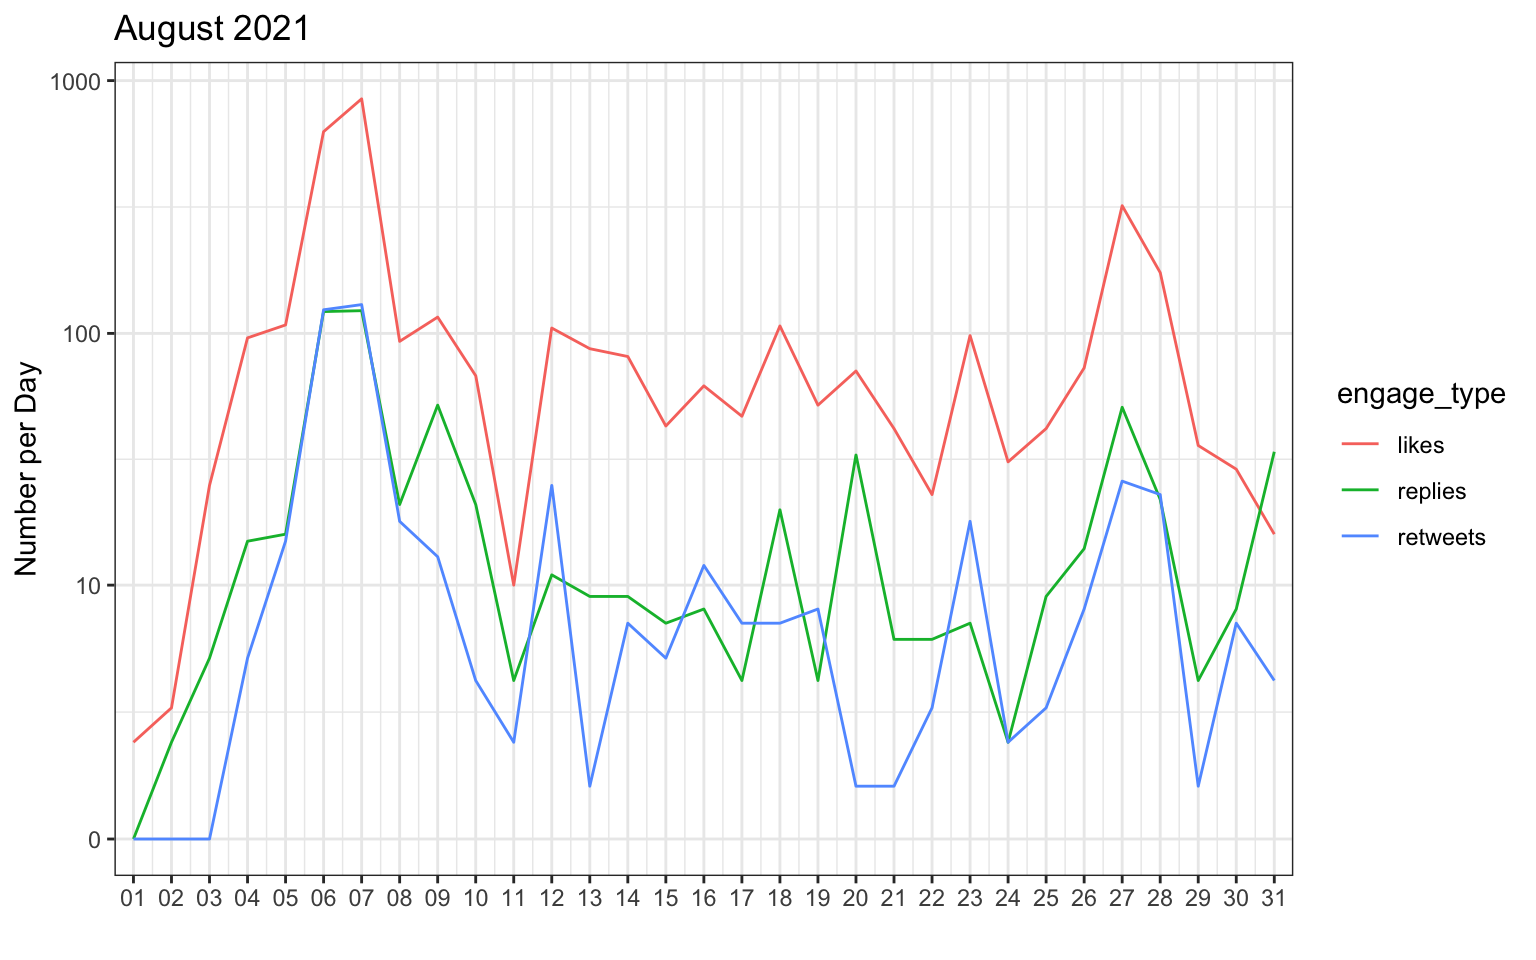 August 2021
Number per Day
1000
100
10
0
01 02 03 04 05 06 07 08 09 10 11 12 13 14 15 16 17 18 19 20 21 22 23 24 25 26 27 28 29 30 31
engage_type
likes
replies
retweets